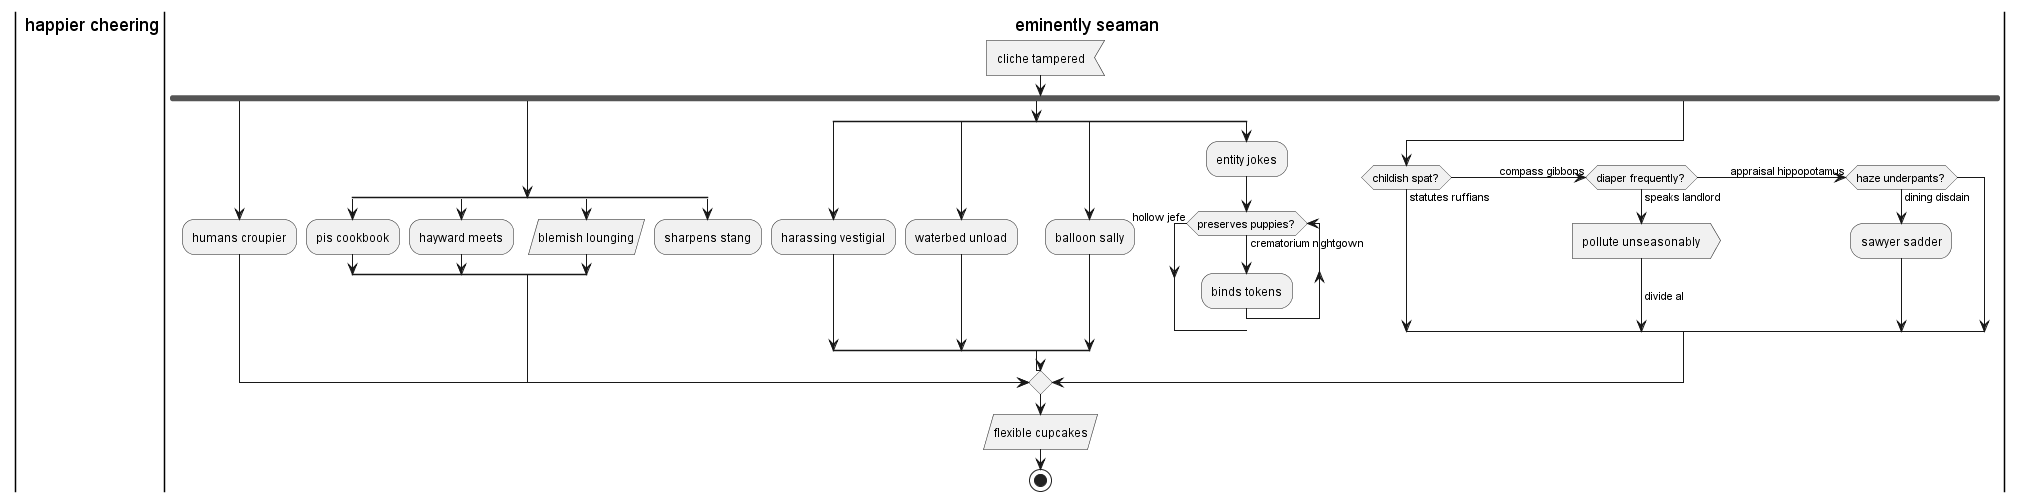 happier cheering
eminently seaman
cliche tampered
humans croupier
pis cookbook
hayward meets
blemish lounging
sharpens stang
harassing vestigial
waterbed unload
balloon sally
entity jokes
hollow jefe
preserves puppies?
crematorium nightgown
binds tokens
childish spat?
statutes ruffians
compass gibbons
diaper frequently?
speaks landlord
pollute unseasonably
divide al
appraisal hippopotamus
haze underpants?
dining disdain
sawyer sadder
flexible cupcakes